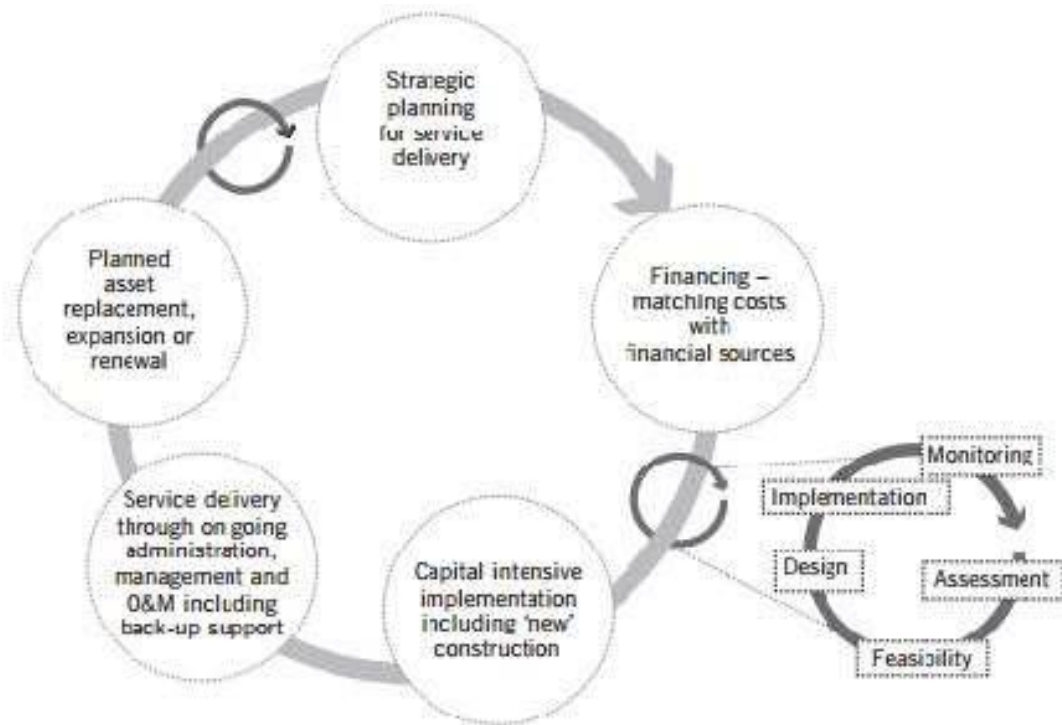 Strategic
planning
for service
delivery
Financing –
matching costs
with
financial sources
Capital intensive
implementation
including ‘new’
construction
Service delivery
through on going
administration,
management and
O&M including
back-up support
Planned
asset
replacement,
expansion or
renewal
Monitoring
Implementation
Design
Assessment
Feasibility